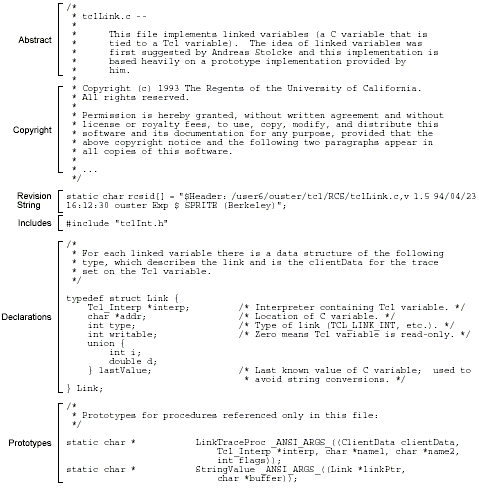 /*
* tclLink.c --
*
* This file implements linked variables (a C variable that is
* tied to a Tcl variable). The idea of linked variables was
* first suggested by Andreas Stolcke and this implementation is
* based heavily on a prototype implementation provided by
* him.
*
Abstract
* Copyright (c) 1993 The Regents of the University of California.
* All rights reserved.
*
* Permission is hereby granted, without written agreement and without
* license or royalty fees, to use, copy, modify, and distribute this
* software and its documentation for any purpose, provided that the
* above copyright notice and the following two paragraphs appear in
* all copies of this software.
*
* ...
*/
Copyright
Revision
String
static char rcsid[] = "$Header: /user6/ouster/tcl/RCS/tclLink.c,v 1.5 94/04/23
16:12:30 ouster Exp $ SPRITE (Berkeley)";
Includes
#include "tclInt.h"
/*
* For each linked variable there is a data structure of the following
* type, which describes the link and is the clientData for the trace
* set on the Tcl variable.
*/
typedef struct Link {
Tcl_Interp *interp; /* Interpreter containing Tcl variable. */
char *addr; /* Location of C variable. */
int type; /* Type of link (TCL_LINK_INT, etc.). */
int writable; /* Zero means Tcl variable is read-only. */
union {
int i;
double d;
} lastValue; /* Last known value of C variable; used to
* avoid string conversions. */
} Link;
Declarations
/*
* Prototypes for procedures referenced only in this file:
*/
Prototypes
static char * LinkTraceProc _ANSI_ARGS_((ClientData clientData,
Tcl_Interp *interp, char *name1, char *name2,
int flags));
static char * StringValue _ANSI_ARGS_((Link *linkPtr,
char *buffer));